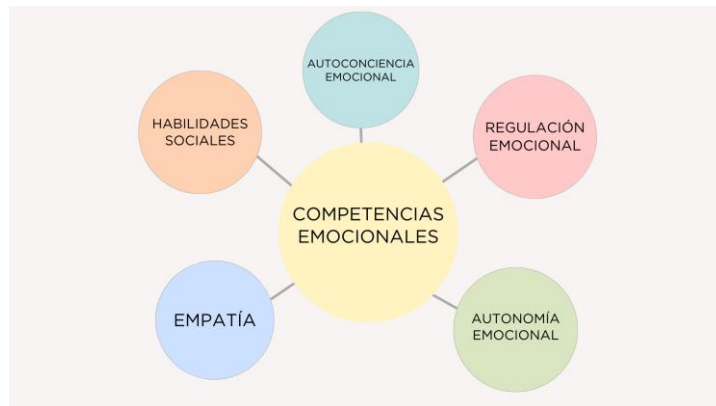 AUTOCONCIENCIA
EMOCIONAL
HABILIDADES
SOCIALES
REGULACIÓN
EMOCIONAL
COMPETENCIAS
EMOCIONALES
EMPATÍA
AUTONOMÍA
EMOCIONAL